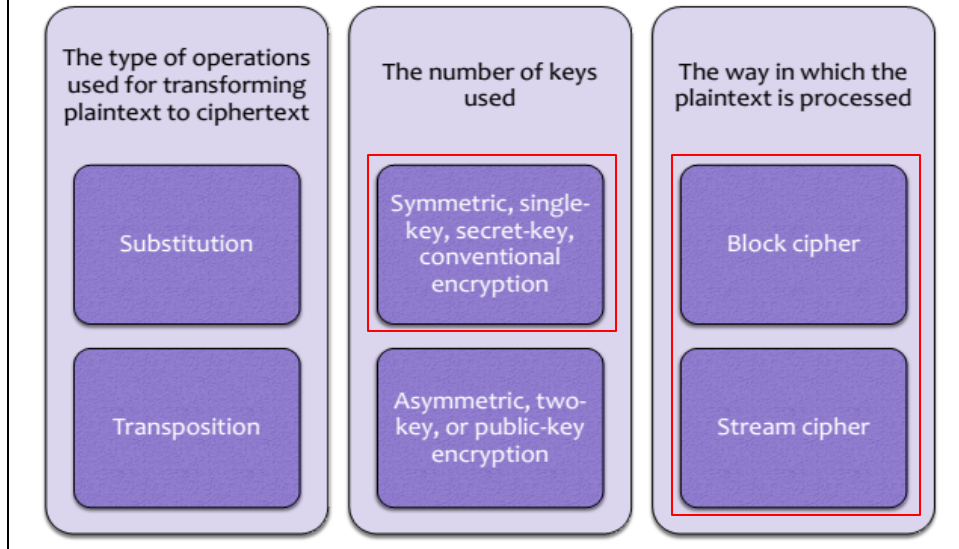 The type of operations
used for transforming
plaintext to ciphertext
Substitution
Transposition
The number of keys
used
Symmetric, single-
key, secret-key,
conventional
encryption
Asymmetric, two-
key, or public-key
encryption
The way in which the
plaintext is processed
Block cipher
Stream cipher